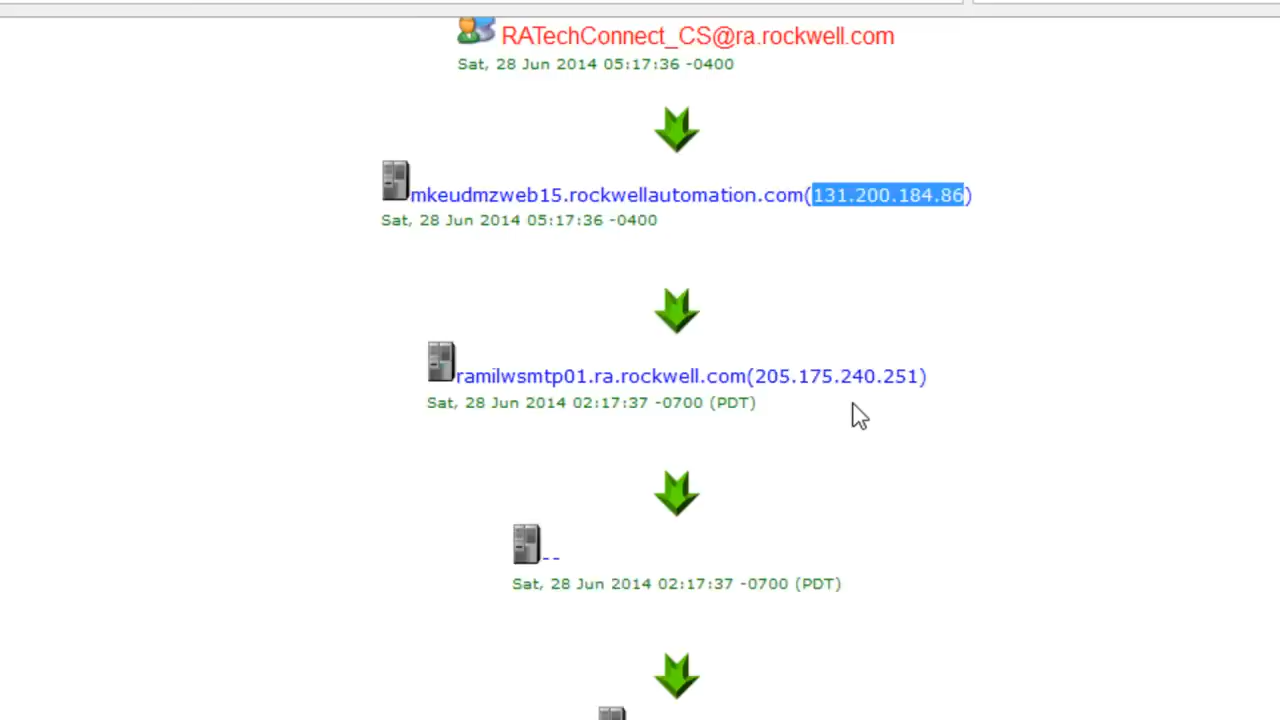 RATechConnect_CS@ra.rockwell.com
Sat, 28 Jun 2014 05:17:36 -0400
mkeudmzweb15.rockwellautomation.com(131.200.184.86)
Sat, 28 Jun 2014 05:17:36 -0400
ramilwsmtp01.ra.rockwell.com(205.175.240.251)
Sat, 28 Jun 2014 02:17:37 -0700 (PDT)
--
Sat, 28 Jun 2014 02:17:37 -0700 (PDT)